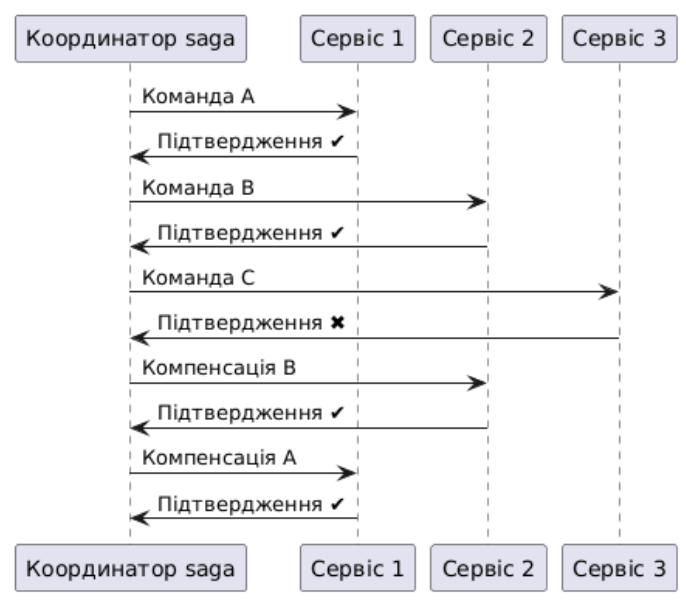 Координатор saga Сервіс 1 Сервіс 2 Сервіс 3
Команда A
Підтвердження ✔
Команда B
Підтвердження ✔
Команда C
Підтвердження ✖
Компенсація B
Підтвердження ✔
Компенсація A
Підтвердження ✔
Координатор saga Сервіс 1 Сервіс 2 Сервіс 3